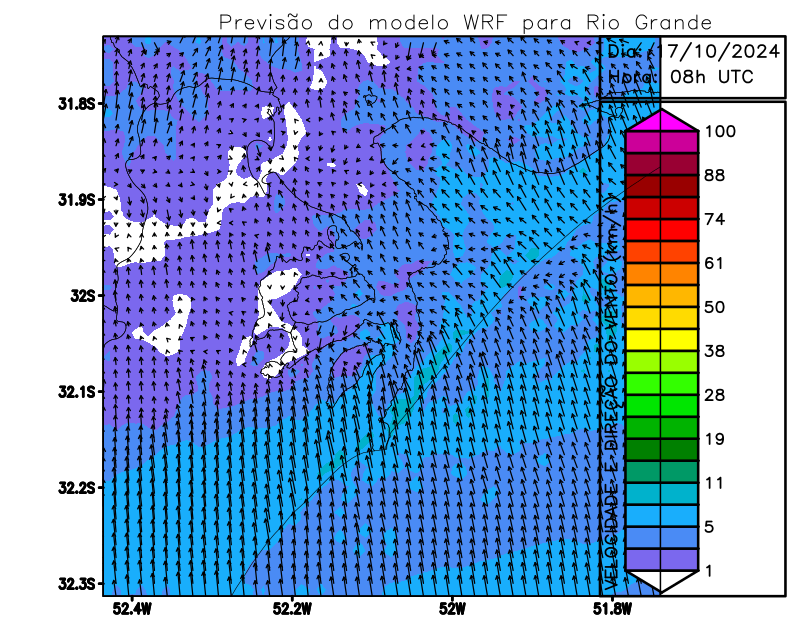 Previsão do modelo WRF para Rio Grande
Dia: 17/10/2024
Hora: 08h UTC
31.8S
31.9S
32S
32.1S
32.2S
32.3S
52.4W
52.2W
52W
51.8W
VELOCIDADE E DIREÇÃO DO VENTO (km/h)
100
88
74
61
50
38
28
19
11
5
1